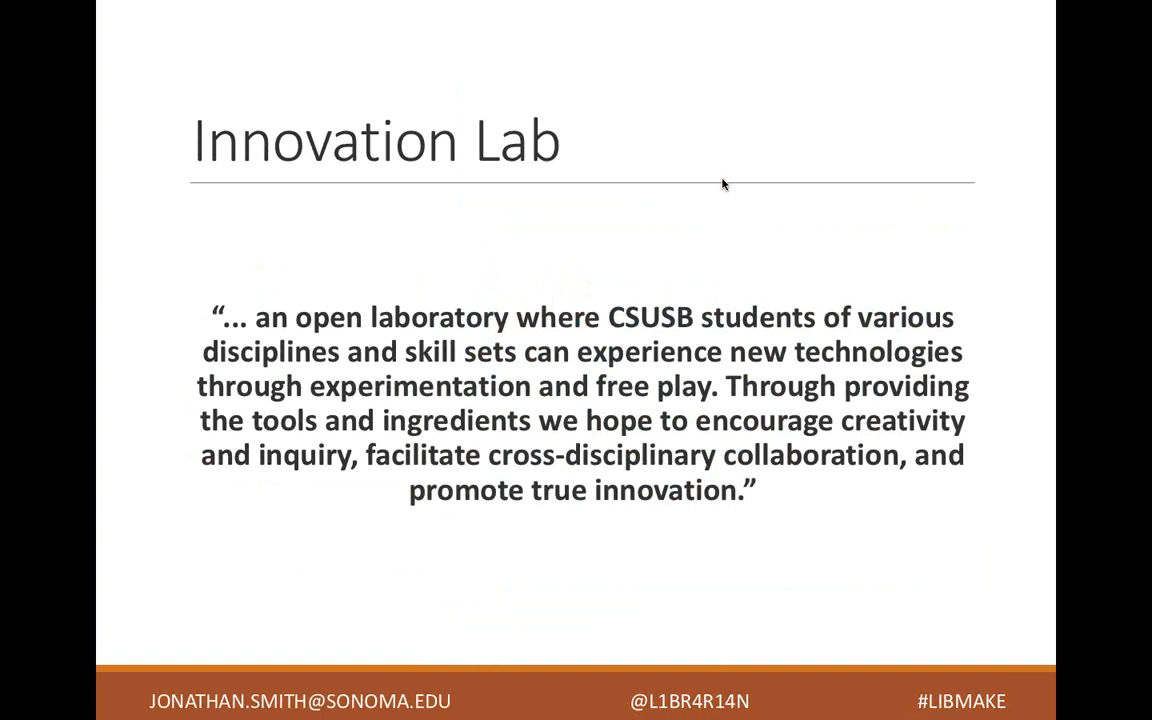 Innovation Lab
“... an open laboratory where CSUSB students of various
disciplines and skill sets can experience new technologies
through experimentation and free play. Through providing
the tools and ingredients we hope to encourage creativity
and inquiry, facilitate cross-disciplinary collaboration, and
promote true innovation.”
JONATHAN.SMITH@SONOMA.EDU @L1BR4R14N #LIBMAKE